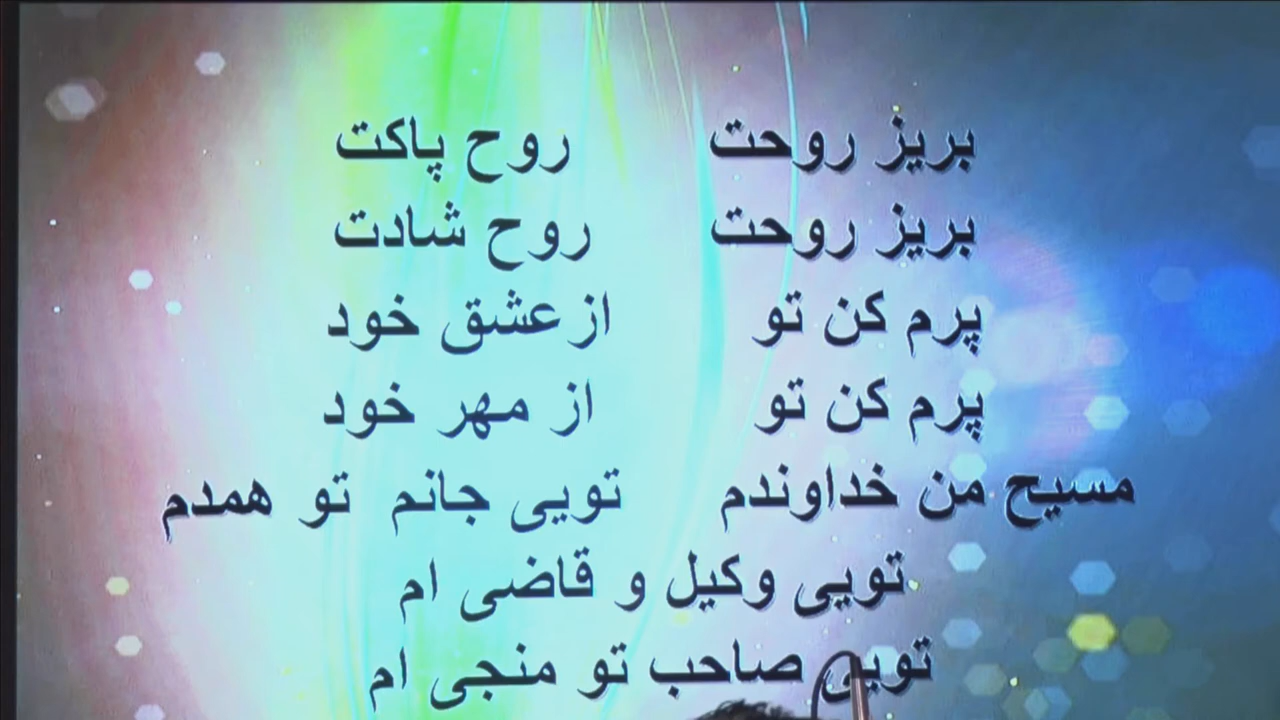 بریز روحت روح پاکت
بریز روحت روح شادت
پرم کن تو ازعشق خود
پرم کن تو از مهر خود
مسیح من خداوندم تویی جانم تو همدم
تویی وکیل و قاضی ام
تویی صاحب تو منجی ام